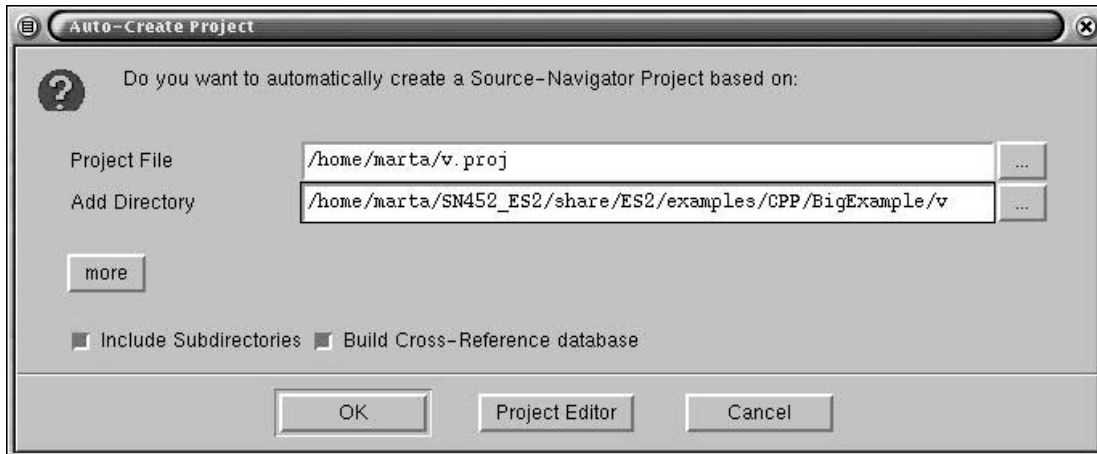 Auto-Create Project
Do you want to automatically create a Source-Navigator Project based on:
Project File /home/marta/v.proj ...
Add Directory /home/marta/SN452_ES2/share/ES2/examples/CPP/BigExample/v ...
more
Include Subdirectories Build Cross-Reference database
OK Project Editor Cancel